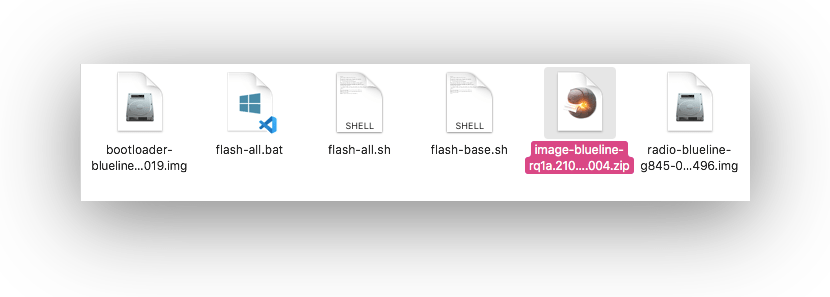 SHELL
SHELL
bootloader-
blueline...019.img
flash-all.bat
flash-all.sh
flash-base.sh
image-blueline-
rq1a.210....004.zip
radio-blueline-
g845-0...496.img